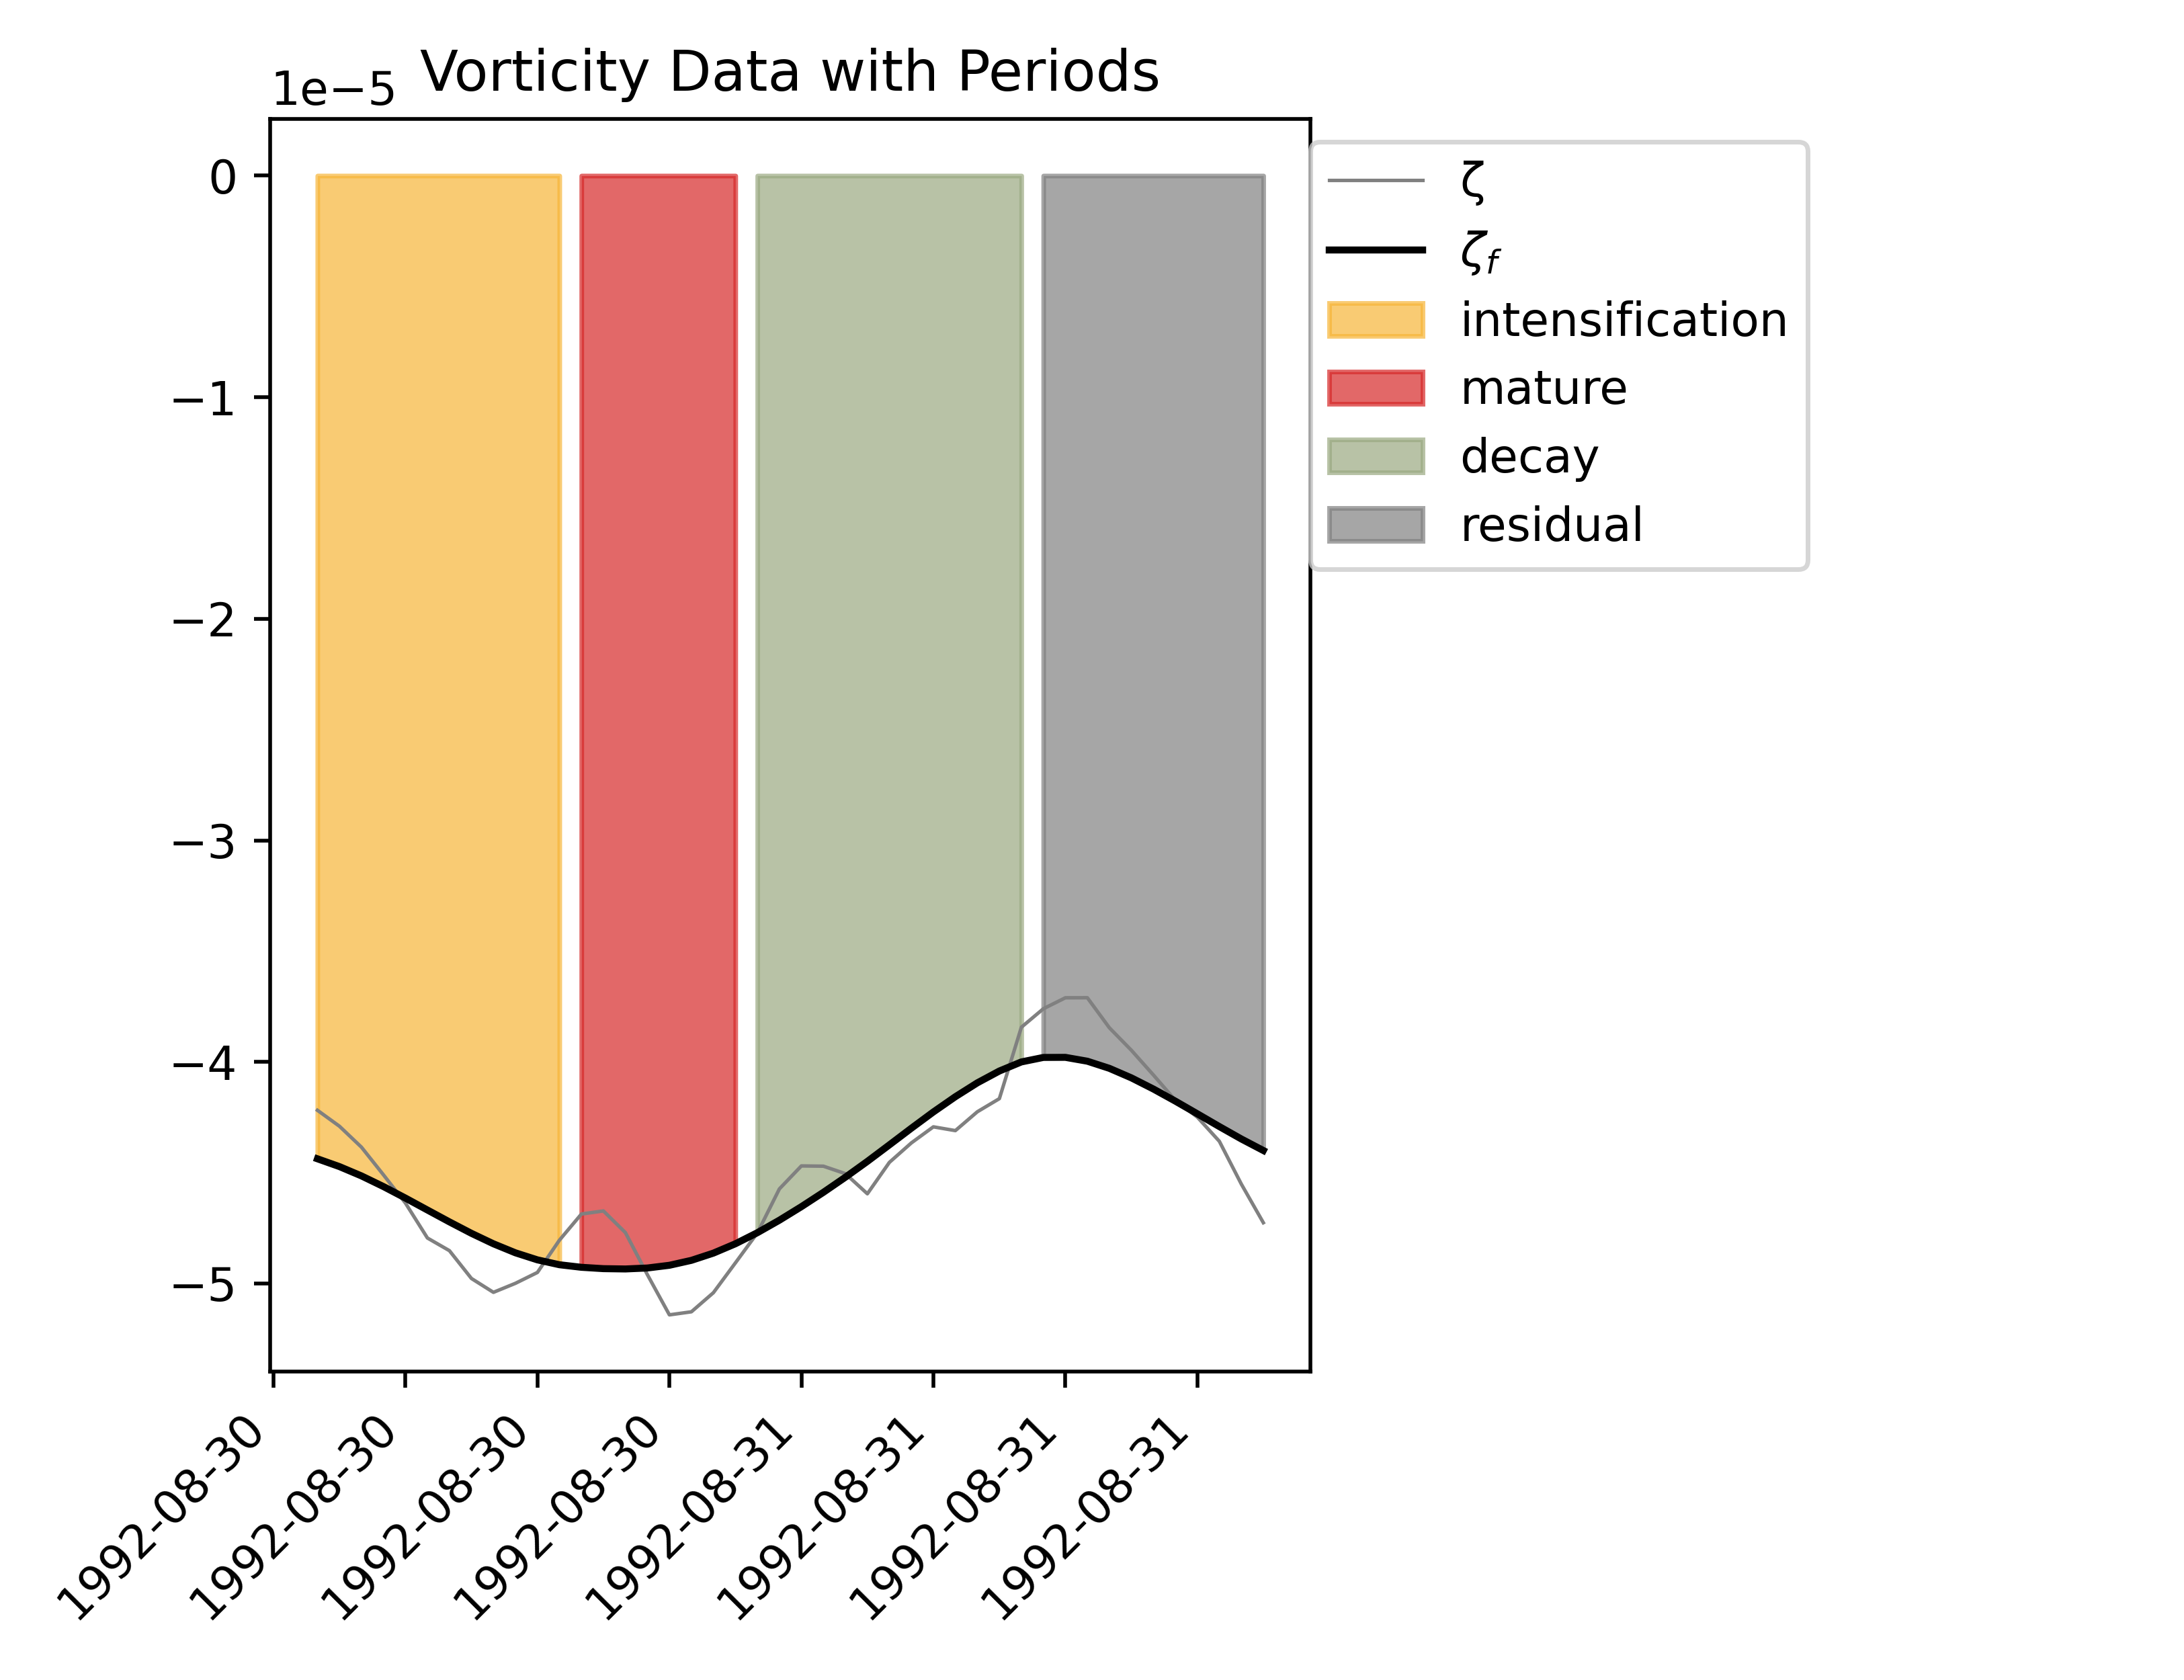 Vorticity Data with Periods
1e−5
0
−1
−2
−3
−4
−5
ζ
ζf
intensification
mature
decay
residual
1992-08-30
1992-08-30
1992-08-30
1992-08-30
1992-08-31
1992-08-31
1992-08-31
1992-08-31